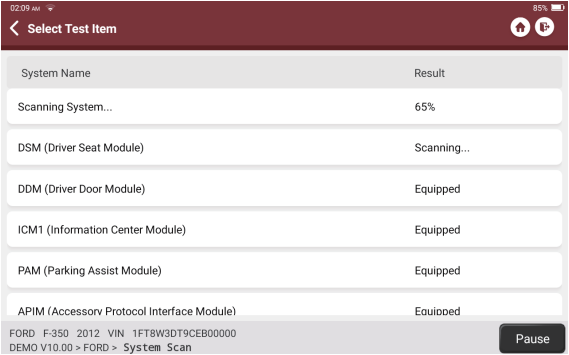 02:09 AM 85%
Select Test Item
System Name Result
Scanning System... 65%
DSM (Driver Seat Module) Scanning...
DDM (Driver Door Module) Equipped
ICM1 (Information Center Module) Equipped
PAM (Parking Assist Module) Equipped
APIM (Accessory Protocol Interface Module) Equipped
FORD F-350 2012 VIN 1FT8W3DT9CEB00000
DEMO V10.00 > FORD > System Scan
Pause